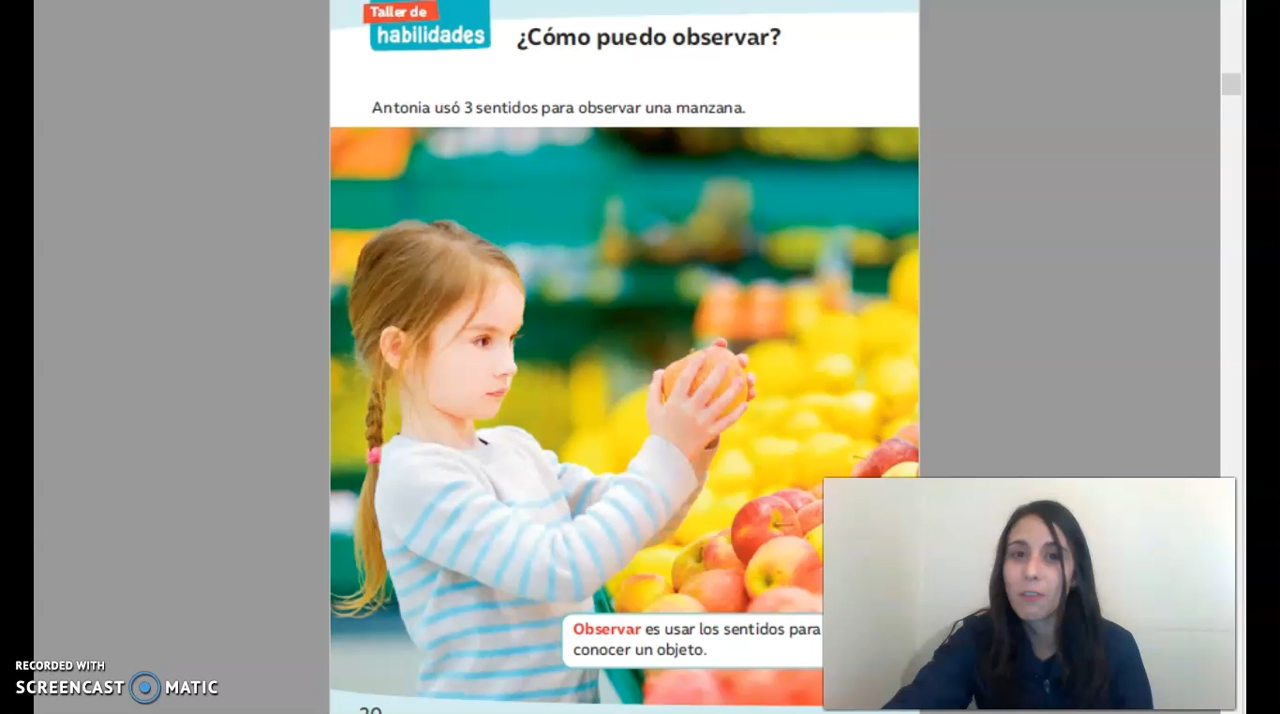 Taller de
habilidades
¿Cómo puedo observar?
Antonia usó 3 sentidos para observar una manzana.
Observar es usar los sentidos para
conocer un objeto.
20
RECORDED WITH
SCREENCAST MATIC